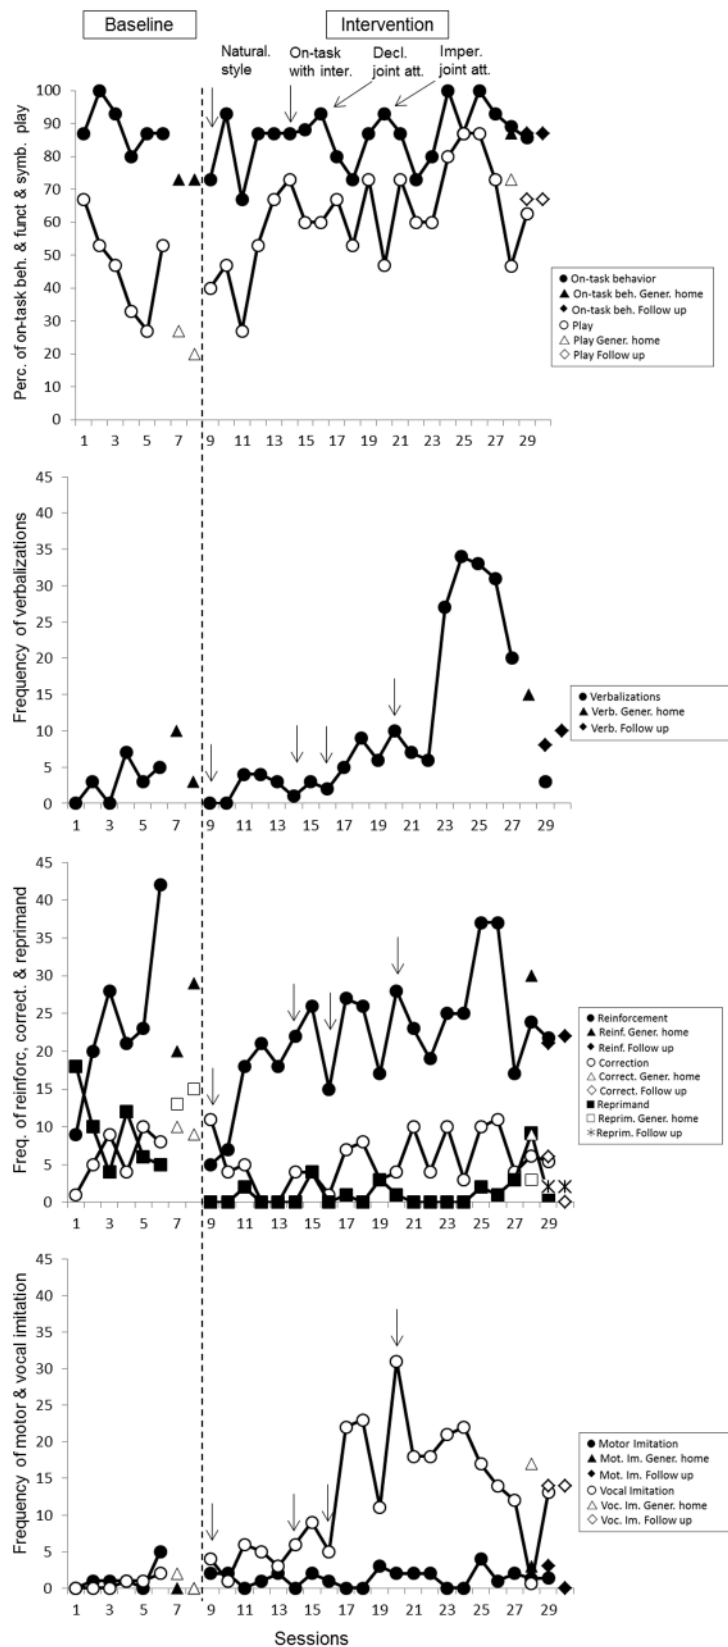 Baseline
Intervention
Natural.
style
On-task
with inter.
Decl.
joint att.
Imper.
joint att.
Perc. of on-task beh. & funct & symb. play
100
90
80
70
60
50
40
30
20
10
0
1 3 5 7 9 11 13 15 17 19 21 23 25 27 29
On-task behavior
On-task beh. Gener. home
On-task beh. Follow up
Play
Play Gener. home
Play Follow up
Frequency of verbalizations
45
40
35
30
25
20
15
10
5
0
1 3 5 7 9 11 13 15 17 19 21 23 25 27 29
Verbalizations
Verb. Gener. home
Verb. Follow up
Freq. of reinforc, correct. & reprimand
45
40
35
30
25
20
15
10
5
0
1 3 5 7 9 11 13 15 17 19 21 23 25 27 29
Reinforcement
Reinf. Gener. home
Reinf. Follow up
Correction
Correct. Gener. home
Correct. Follow up
Reprimand
Reprim. Gener. home
Reprim. Follow up
Frequency of motor & vocal imitation
45
40
35
30
25
20
15
10
5
0
1 3 5 7 9 11 13 15 17 19 21 23 25 27 29
Motor Imitation
Mot. Im. Gener. home
Mot. Im. Follow up
Vocal Imitation
Voc. Im. Gener. home
Voc. Im. Follow up
Sessions